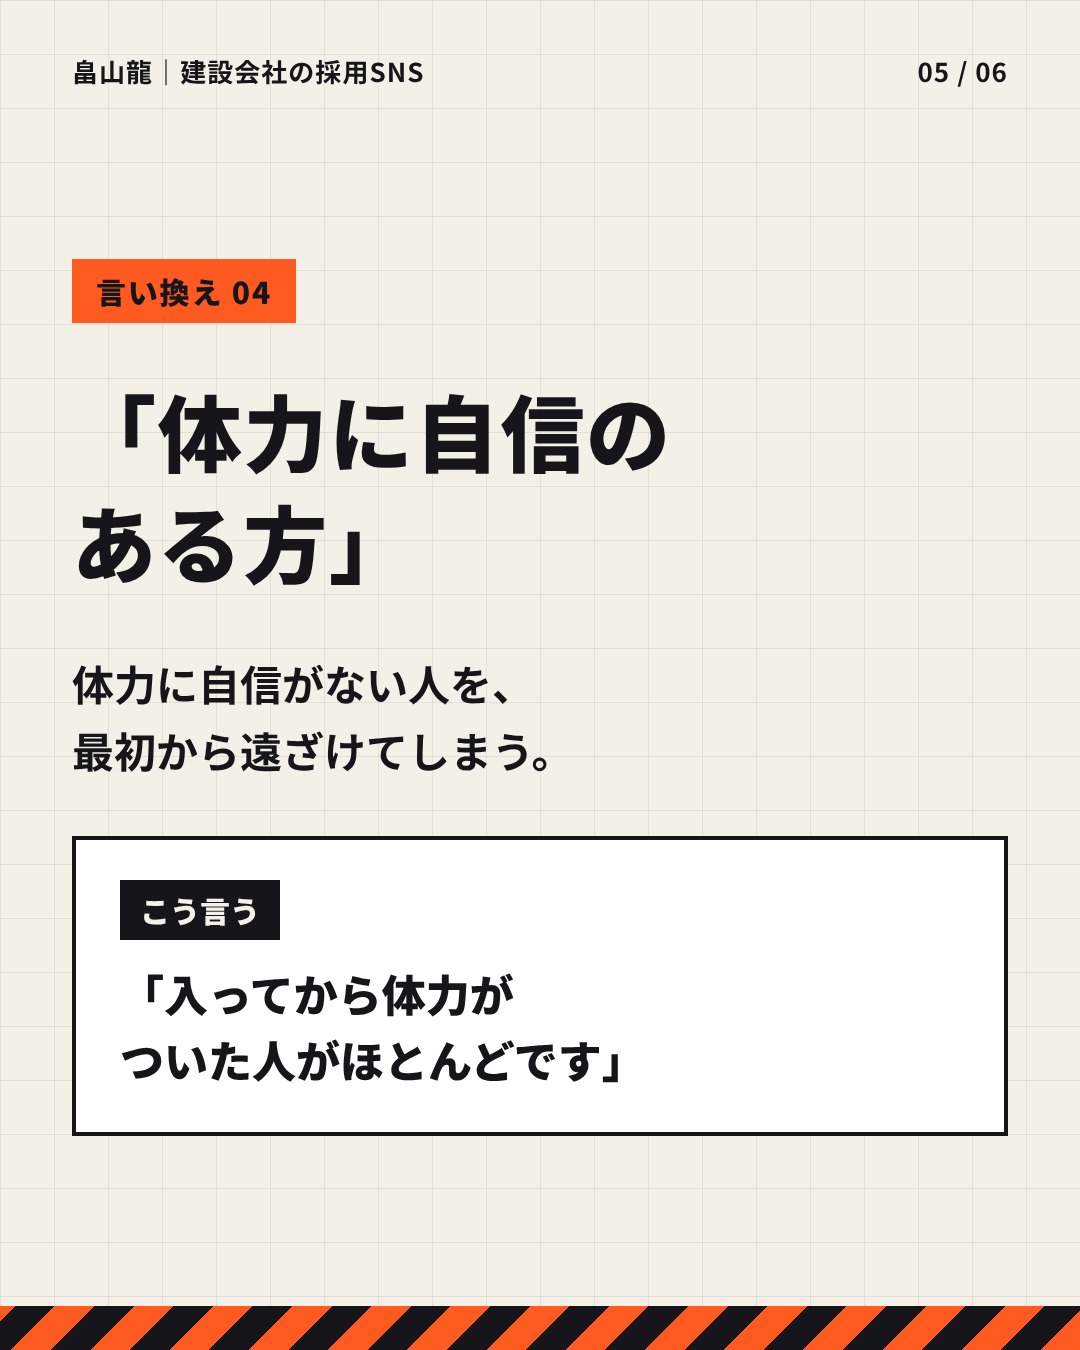 畠山龍｜建設会社の採用SNS
05 / 06
言い換え 04
「体力に自信の
ある方」
体力に自信がない人を、
最初から遠ざけてしまう。
こう言う
「入ってから体力が
ついた人がほとんどです」